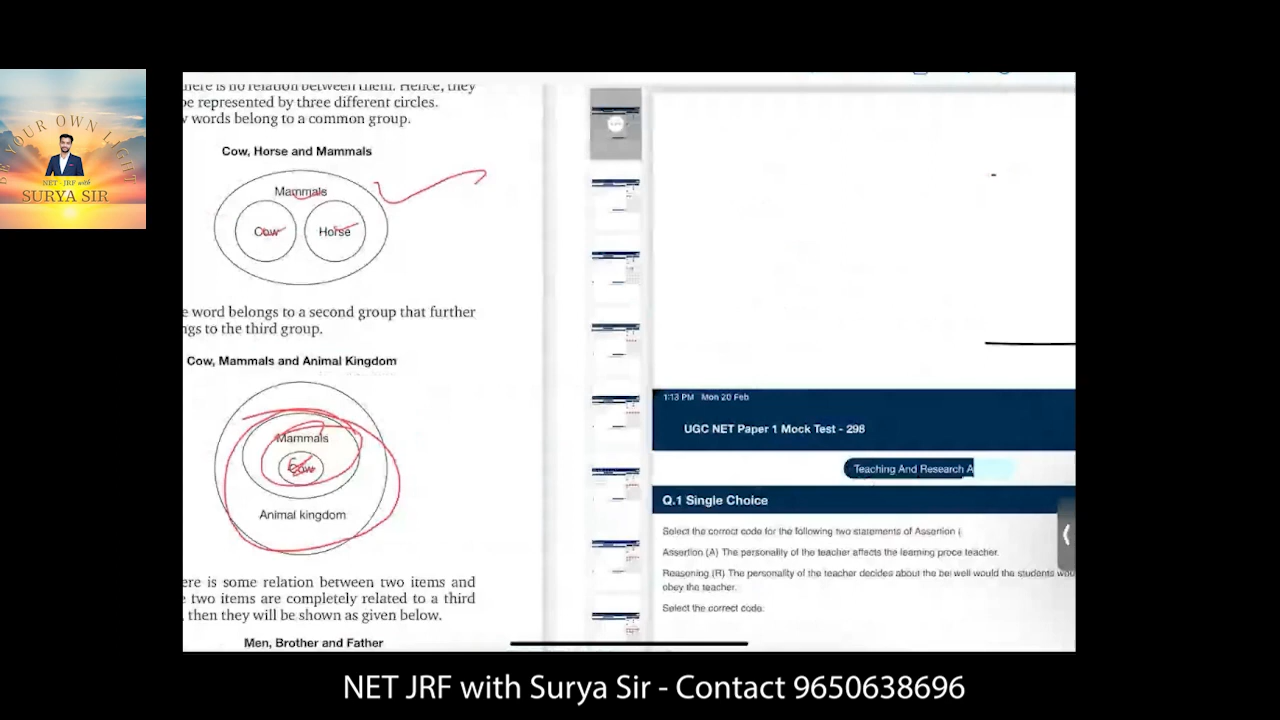 BE YOUR OWN LIGHT
NET - JRF with
SURYA SIR
there is no relation between them. Hence, they
be represented by three different circles.
words belong to a common group.
Cow, Horse and Mammals
Mammals
Cow
Horse
word belongs to a second group that further
to the third group.
Cow, Mammals and Animal Kingdom
Mammals
Cow
Animal kingdom
ere is some relation between two items and
two items are completely related to a third
then they will be shown as given below.
Men, Brother and Father
1:13 PM Mon 20 Feb
UGC NET Paper 1 Mock Test - 298
Teaching And Research A
Q.1 Single Choice
Select the correct code for the following two statements of Assertion (
Assertion (A) The personality of the teacher affects the learning proce teacher.
Reasoning (R) The personality of the teacher decides about the bel well would the students wou
obey the teacher.
Select the correct code:
NET JRF with Surya Sir - Contact 9650638696